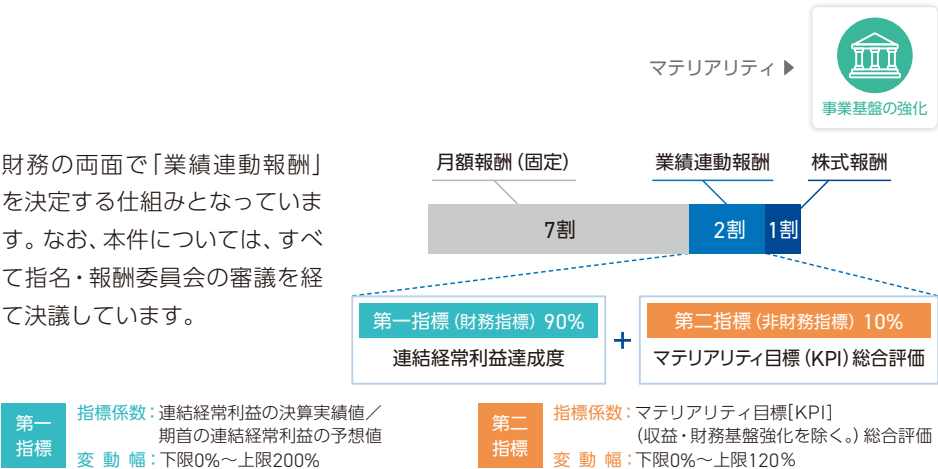 マテリアリティ▶
事業基盤の強化
財務の両面で「業績連動報酬」
を決定する仕組みとなっていま
す。なお、本件については、すべ
て指名・報酬委員会の審議を経
て決議しています。
月額報酬（固定） 業績連動報酬 株式報酬
7割 2割 1割
第一指標（財務指標）90%
連結経常利益達成度
+
第二指標（非財務指標）10%
マテリアリティ目標（KPI）総合評価
第一
指標
指標係数：連結経常利益の決算実績値／
期首の連結経常利益の予想値
変動幅：下限0%～上限200%
第二
指標
指標係数：マテリアリティ目標[KPI]
（収益・財務基盤強化を除く。）総合評価
変動幅：下限0%～上限120%